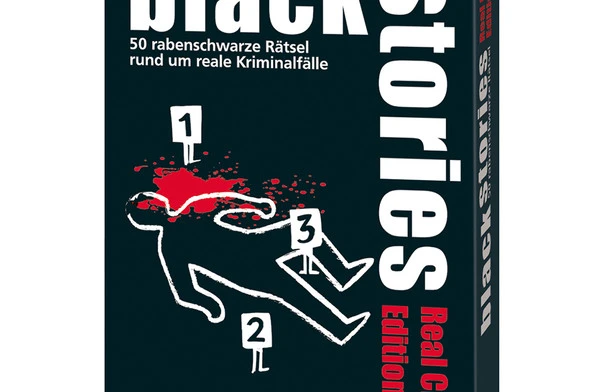 black
50 rabenschwarze Rätsel
rund um reale Kriminalfälle
stories
Real C
Edition
1
3
2
black stories